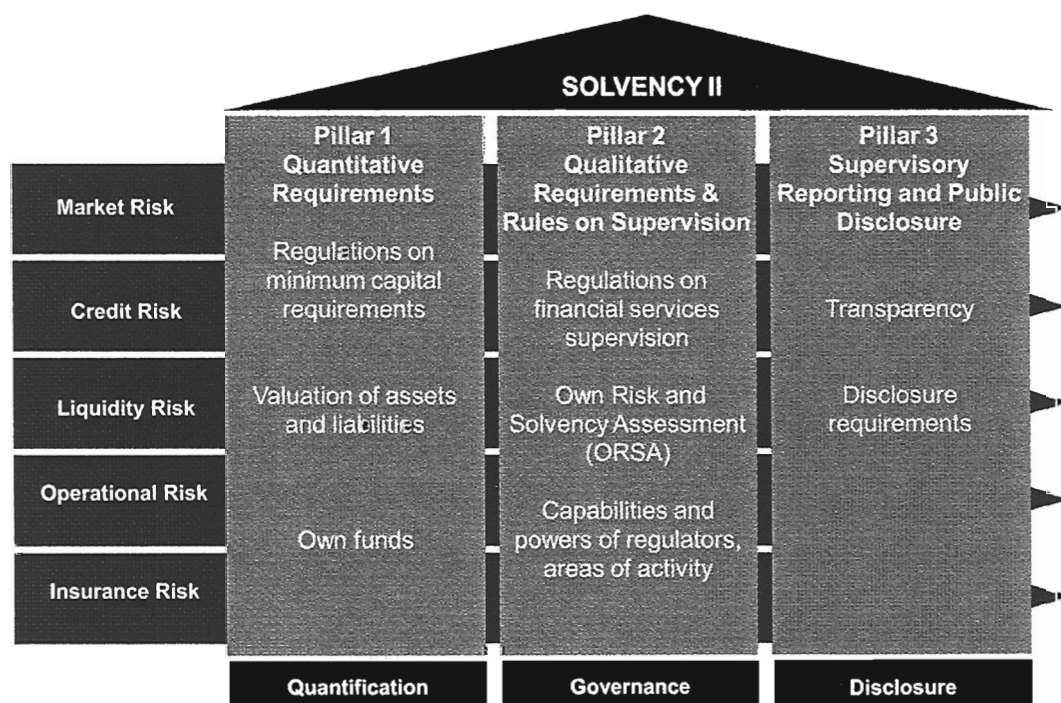 SOLVENCY II
Pillar 1
Quantitative
Requirements
Regulations on
minimum capital
requirements
Valuation of assets
and liabilities
Own funds
Quantification
Pillar 2
Qualitative
Requirements &
Rules on Supervision
Regulations on
financial services
supervision
Own Risk and
Solvency Assessment
(ORSA)
Capabilities and
powers of regulators,
areas of activity
Governance
Pillar 3
Supervisory
Reporting and Public
Disclosure
Transparency
Disclosure
requirements
Disclosure
Market Risk
Credit Risk
Liquidity Risk
Operational Risk
Insurance Risk